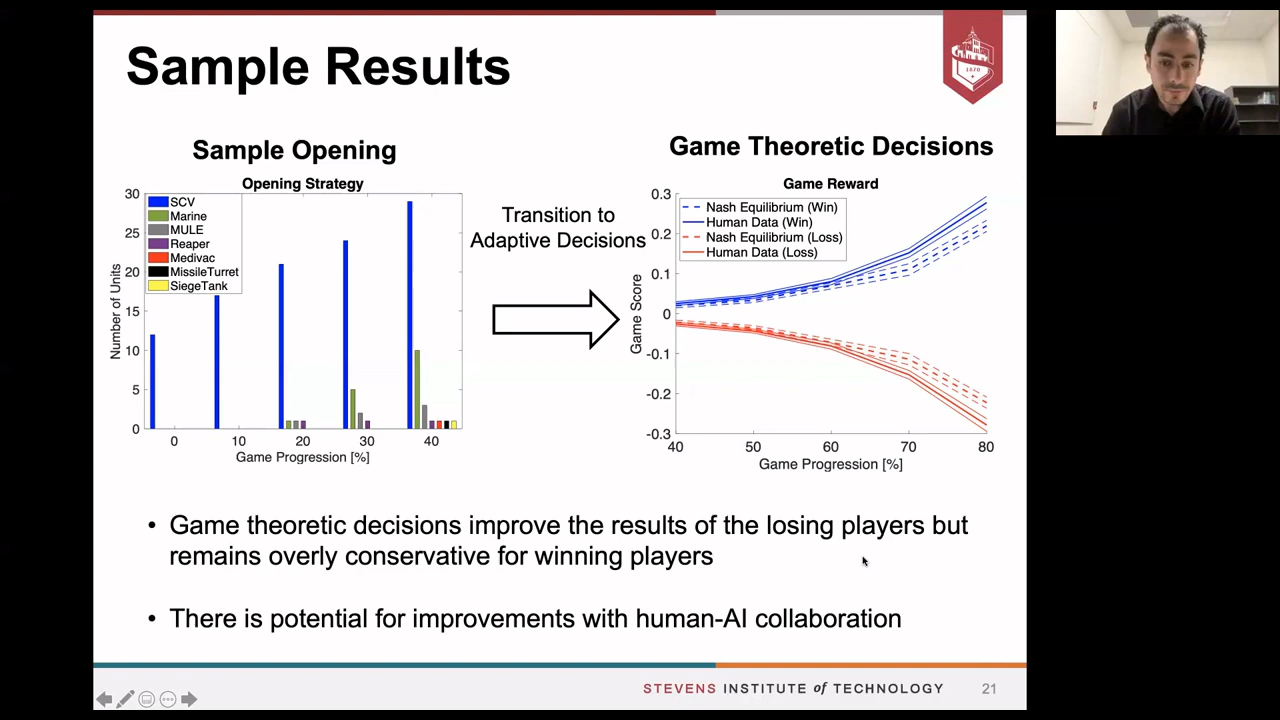 Sample Results
1870
Sample Opening
Game Theoretic Decisions
Opening Strategy
30
25
20
15
10
5
0
Number of Units
SCV
Marine
MULE
Reaper
Medivac
MissileTurret
SiegeTank
0 10 20 30 40
Game Progression [%]
Transition to
Adaptive Decisions
Game Reward
0.3
0.2
0.1
0
-0.1
-0.2
-0.3
Game Score
Nash Equilibrium (Win)
Human Data (Win)
Nash Equilibrium (Loss)
Human Data (Loss)
40 50 60 70 80
Game Progression [%]
• Game theoretic decisions improve the results of the losing players but
remains overly conservative for winning players
• There is potential for improvements with human-AI collaboration
STEVENS INSTITUTE of TECHNOLOGY 21